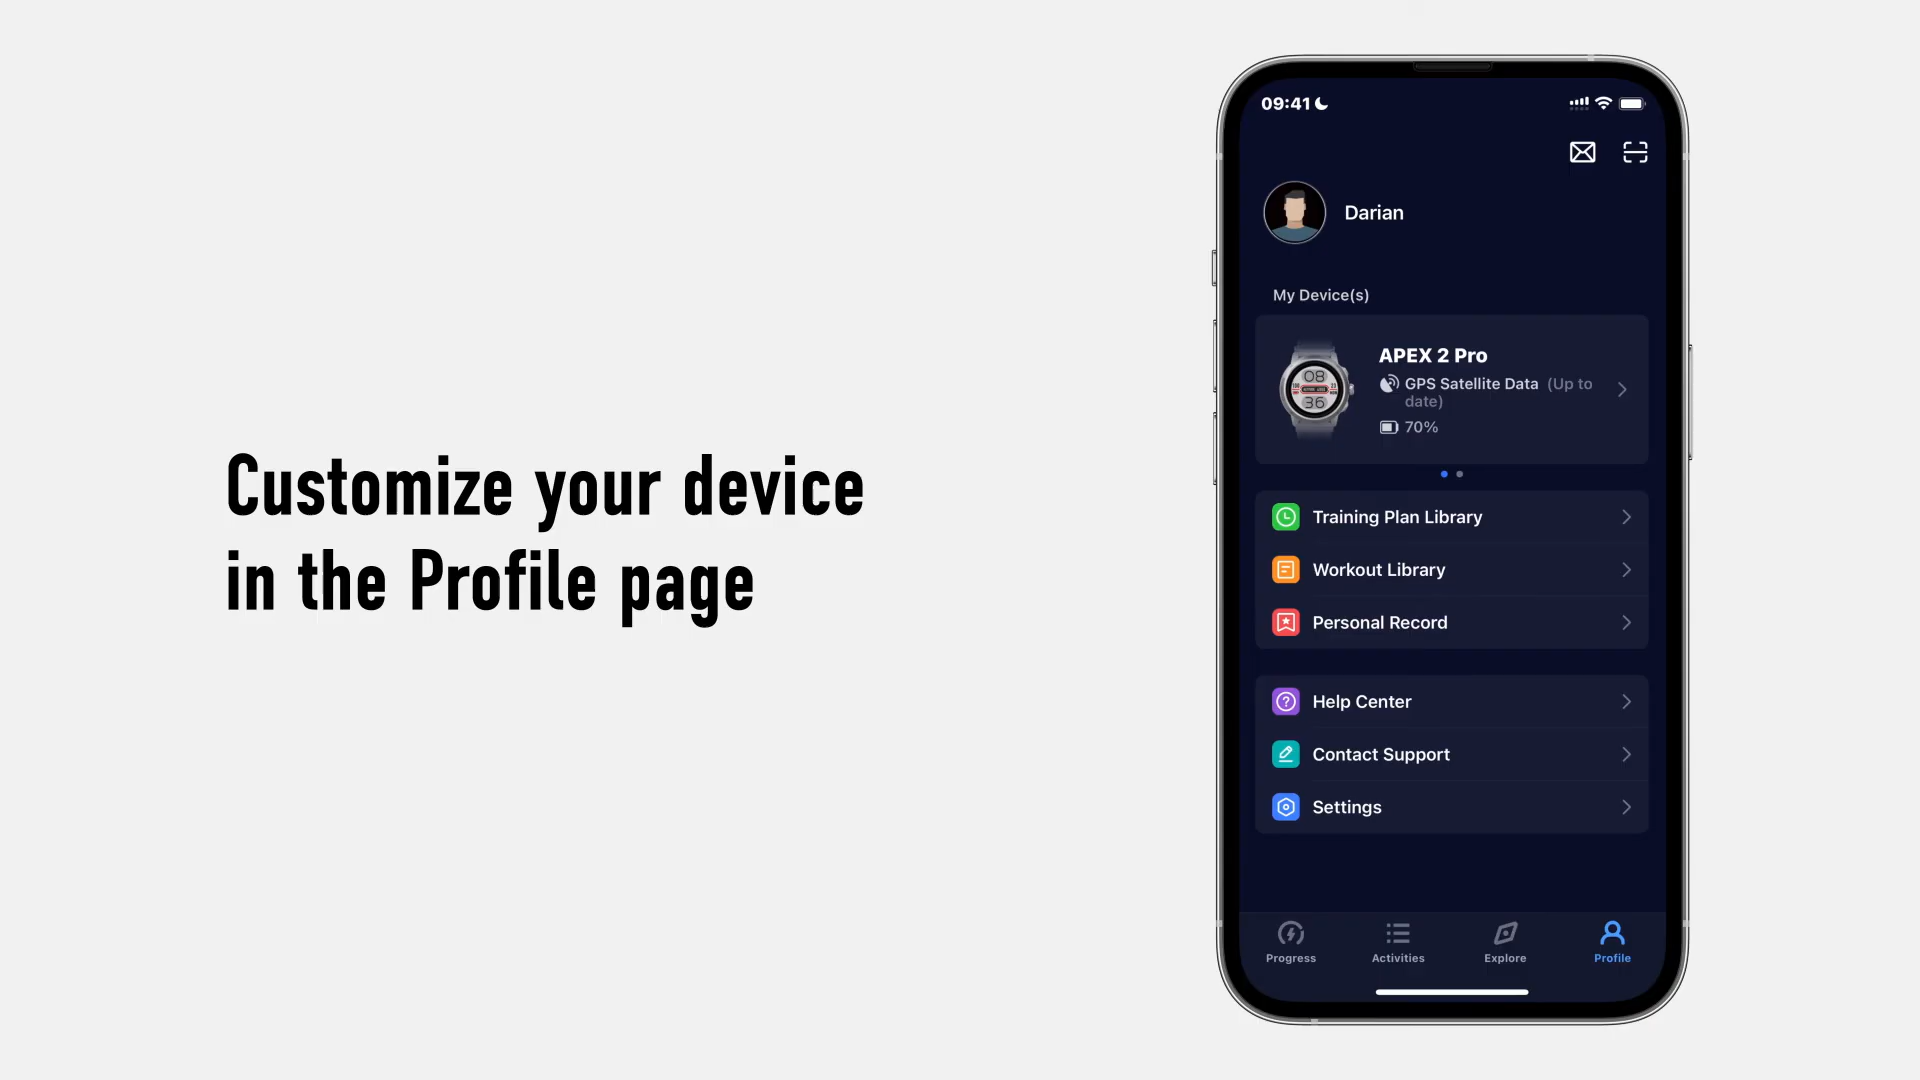 Customize your device
in the Profile page
09:41
Darian
My Device(s)
APEX 2 Pro
GPS Satellite Data (Up to
date)
70%
08
36
Training Plan Library
Workout Library
Personal Record
Help Center
Contact Support
Settings
Progress
Activities
Explore
Profile